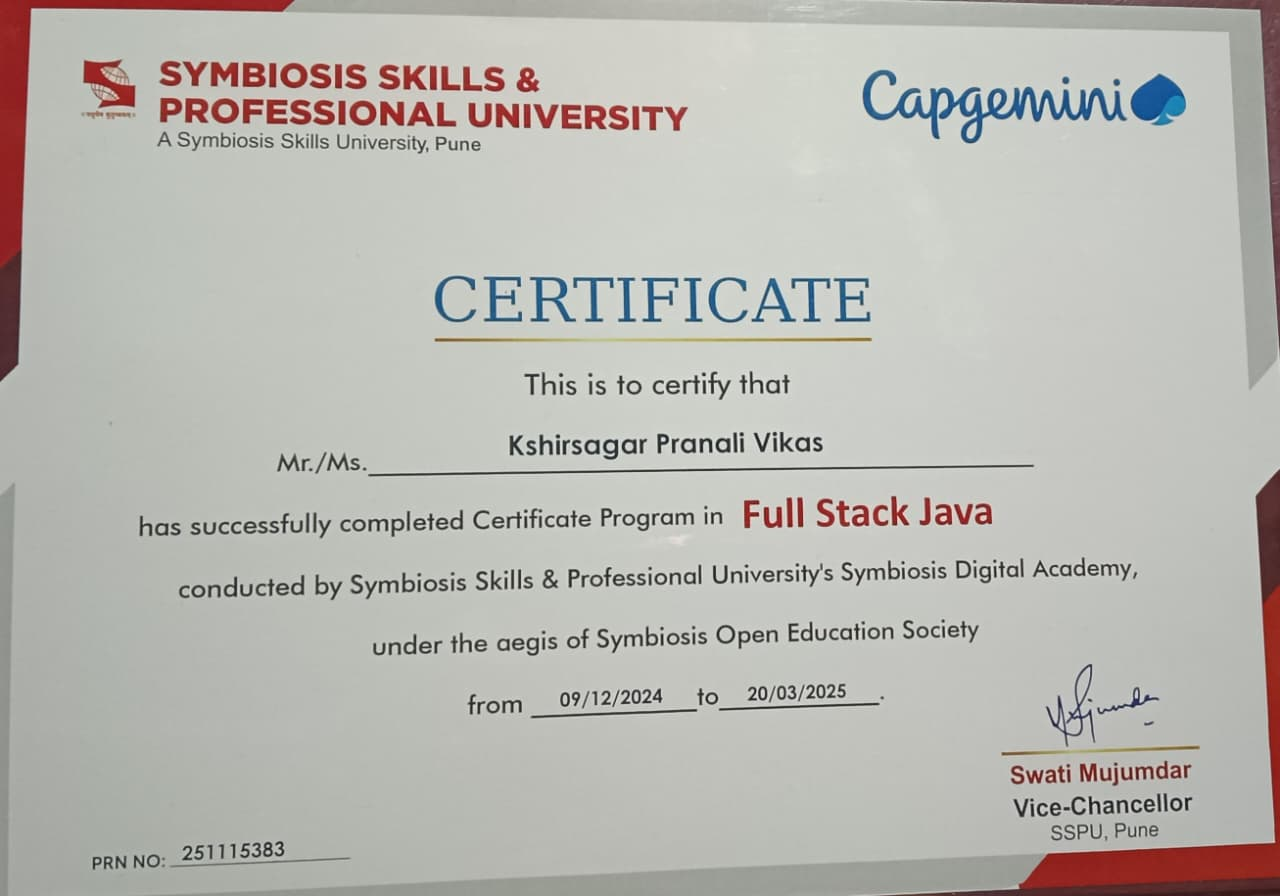 SYMBIOSIS SKILLS &
PROFESSIONAL UNIVERSITY
A Symbiosis Skills University, Pune
Capgemini
CERTIFICATE
This is to certify that
Mr./Ms. Kshirsagar Pranali Vikas
has successfully completed Certificate Program in Full Stack Java
conducted by Symbiosis Skills & Professional University's Symbiosis Digital Academy,
under the aegis of Symbiosis Open Education Society
from 09/12/2024 to 20/03/2025.
Swati Mujumdar
Vice-Chancellor
SSPU, Pune
PRN NO: 251115383